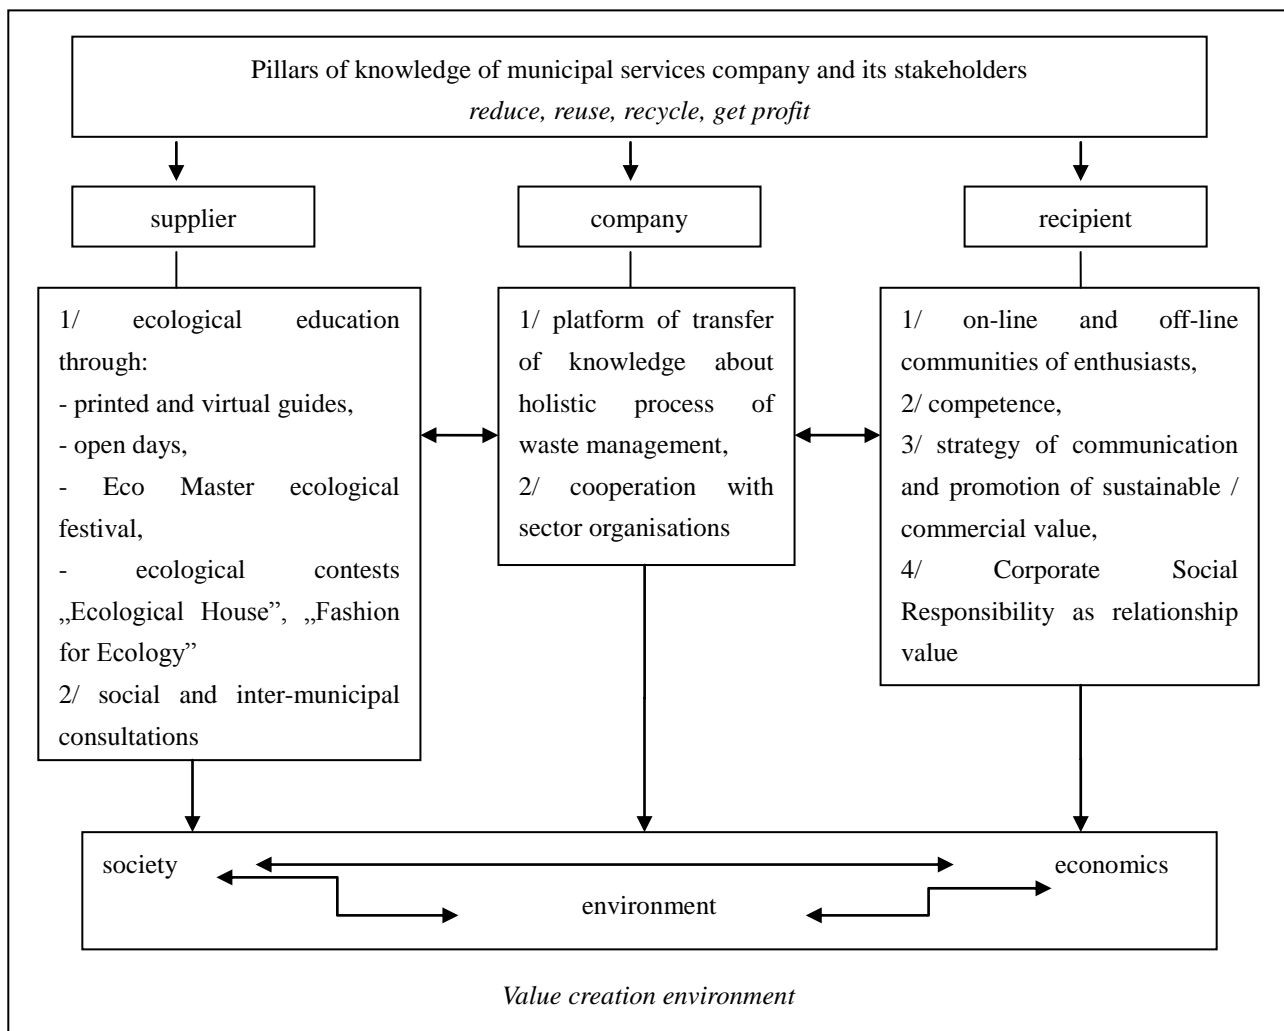 Pillars of knowledge of municipal services company and its stakeholders
reduce, reuse, recycle, get profit
supplier
company
recipient
1/ ecological education
through:
- printed and virtual guides,
- open days,
- Eco Master ecological
festival,
- ecological contests
„Ecological House”, „Fashion
for Ecology”
2/ social and inter-municipal
consultations
1/ platform of transfer
of knowledge about
holistic process of
waste management,
2/ cooperation with
sector organisations
1/ on-line and off-line
communities of enthusiasts,
2/ competence,
3/ strategy of communication
and promotion of sustainable /
commercial value,
4/ Corporate Social
Responsibility as relationship
value
society
economics
environment
Value creation environment